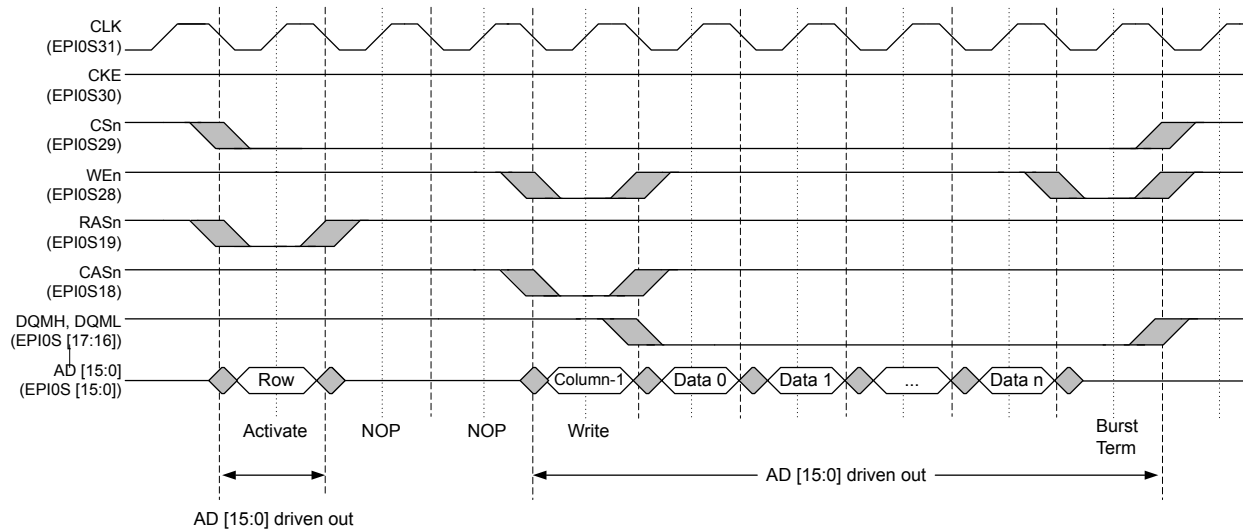 CLK
(EPI0S31)
CKE
(EPI0S30)
CSn
(EPI0S29)
WEn
(EPI0S28)
RASn
(EPI0S19)
CASn
(EPI0S18)
DQMH, DQML
(EPI0S [17:16])
AD [15:0]
(EPI0S [15:0])
Row
Column-1
Data 0
Data 1
...
Data n
Activate
NOP
NOP
Write
Burst
Term
AD [15:0] driven out
AD [15:0] driven out